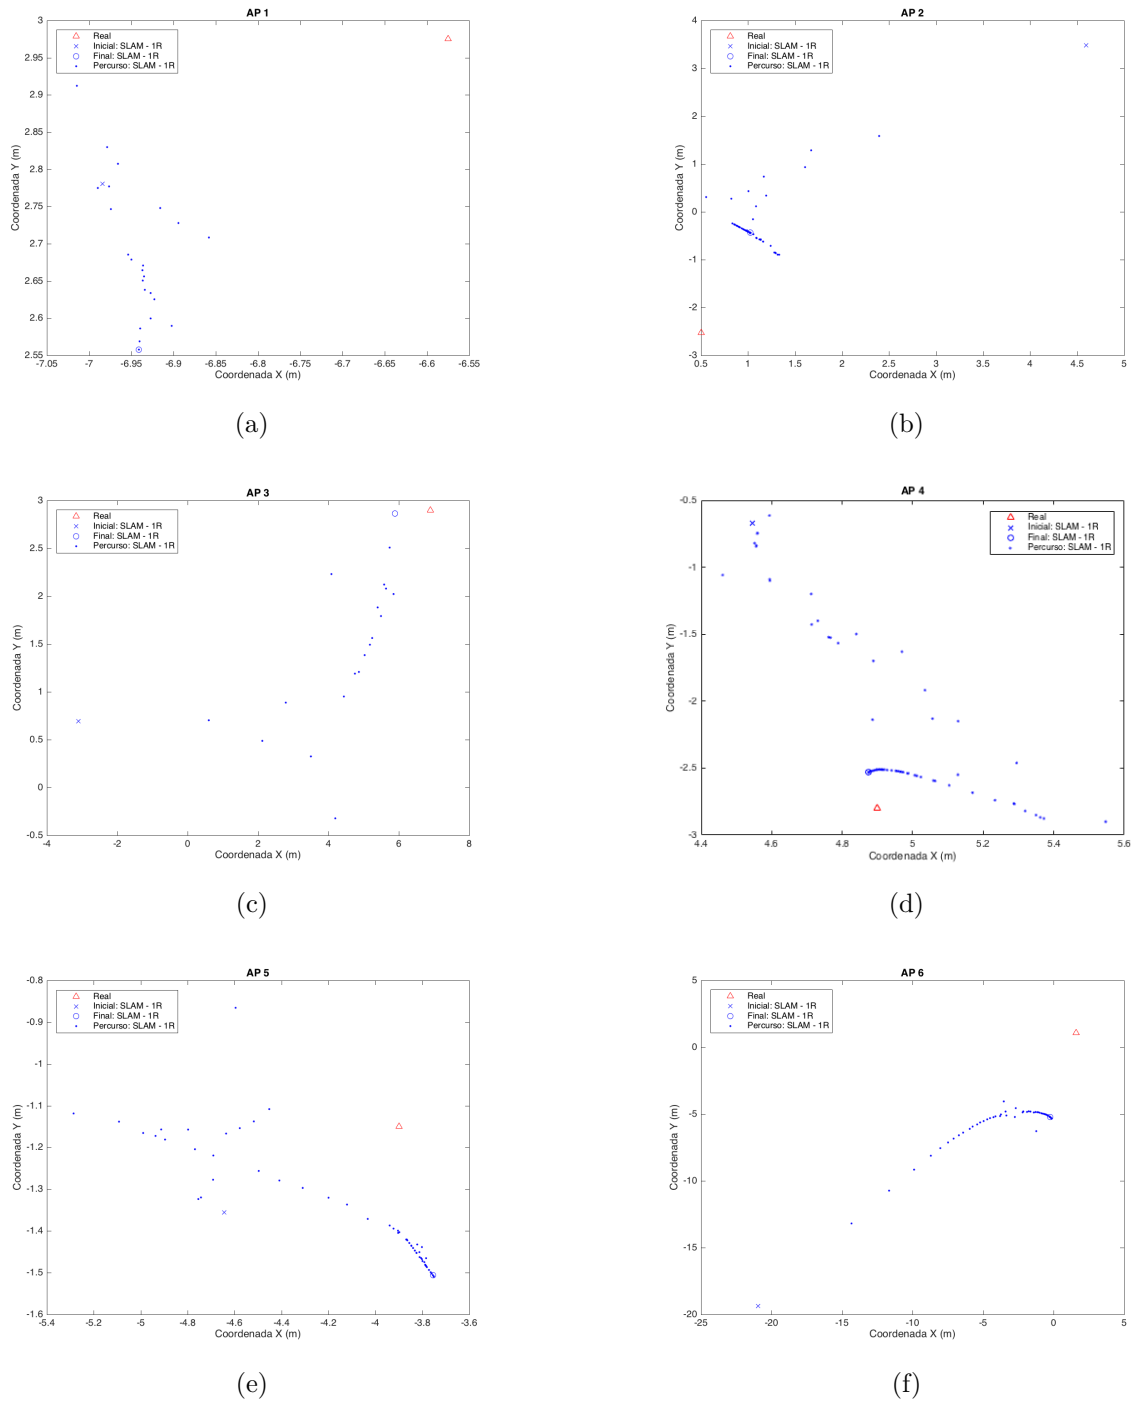 AP 1
3
2.95
2.9
2.85
2.8
2.75
2.7
2.65
2.6
2.55
Coordenada Y (m)
Real
Inicial: SLAM - 1R
Final: SLAM - 1R
Percurso: SLAM - 1R
-7.05 -7 -6.95 -6.9 -6.85 -6.8 -6.75 -6.7 -6.65 -6.6 -6.55
Coordenada X (m)
(a)
AP 2
4
3
2
1
0
-1
-2
-3
Coordenada Y (m)
Real
Inicial: SLAM - 1R
Final: SLAM - 1R
Percurso: SLAM - 1R
0.5 1 1.5 2 2.5 3 3.5 4 4.5 5
Coordenada X (m)
(b)
AP 3
3
2.5
2
1.5
1
0.5
0
-0.5
Coordenada Y (m)
Real
Inicial: SLAM - 1R
Final: SLAM - 1R
Percurso: SLAM - 1R
-4 -2 0 2 4 6 8
Coordenada X (m)
(c)
AP 4
-0.5
-1
-1.5
-2
-2.5
-3
Coordenada Y (m)
Real
Inicial: SLAM - 1R
Final: SLAM - 1R
Percurso: SLAM - 1R
4.4 4.6 4.8 5 5.2 5.4 5.6
Coordenada X (m)
(d)
AP 5
-0.8
-0.9
-1
-1.1
-1.2
-1.3
-1.4
-1.5
-1.6
Coordenada Y (m)
Real
Inicial: SLAM - 1R
Final: SLAM - 1R
Percurso: SLAM - 1R
-5.4 -5.2 -5 -4.8 -4.6 -4.4 -4.2 -4 -3.8 -3.6
Coordenada X (m)
(e)
AP 6
5
0
-5
-10
-15
-20
Coordenada Y (m)
Real
Inicial: SLAM - 1R
Final: SLAM - 1R
Percurso: SLAM - 1R
-25 -20 -15 -10 -5 0 5
Coordenada X (m)
(f)